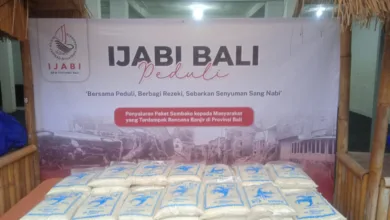 IJABI
IJABI BALI
Peduli
"Bersama Peduli, Berbagi Rezeki, Sebarkan Senyuman Sang Nabi"
Penyaluran Paket Sembako kepada Masyarakat
yang Terdampak Bencana Banjir di Provinsi Bali